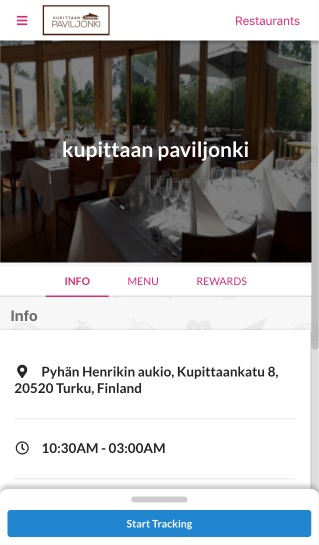 KUPITTAAN
PAVILJONKI
Restaurants
kupittaan paviljonki
INFO
MENU
REWARDS
Info
Pyhän Henrikin aukio, Kupittaankatu 8,
20520 Turku, Finland
10:30AM - 03:00AM
Start Tracking